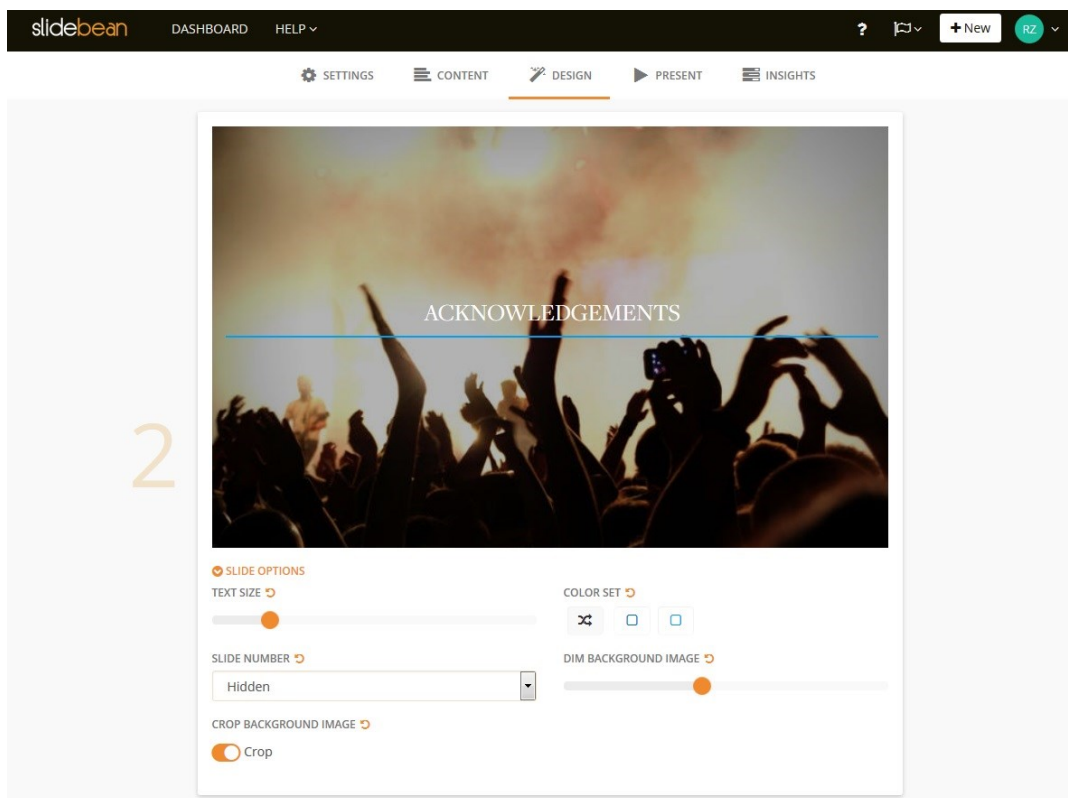 slidebean DASHBOARD HELP ? + New RZ
SETTINGS CONTENT DESIGN PRESENT INSIGHTS
ACKNOWLEDGEMENTS
2
SLIDE OPTIONS
TEXT SIZE COLOR SET
SLIDE NUMBER DIM BACKGROUND IMAGE
Hidden
CROP BACKGROUND IMAGE
Crop